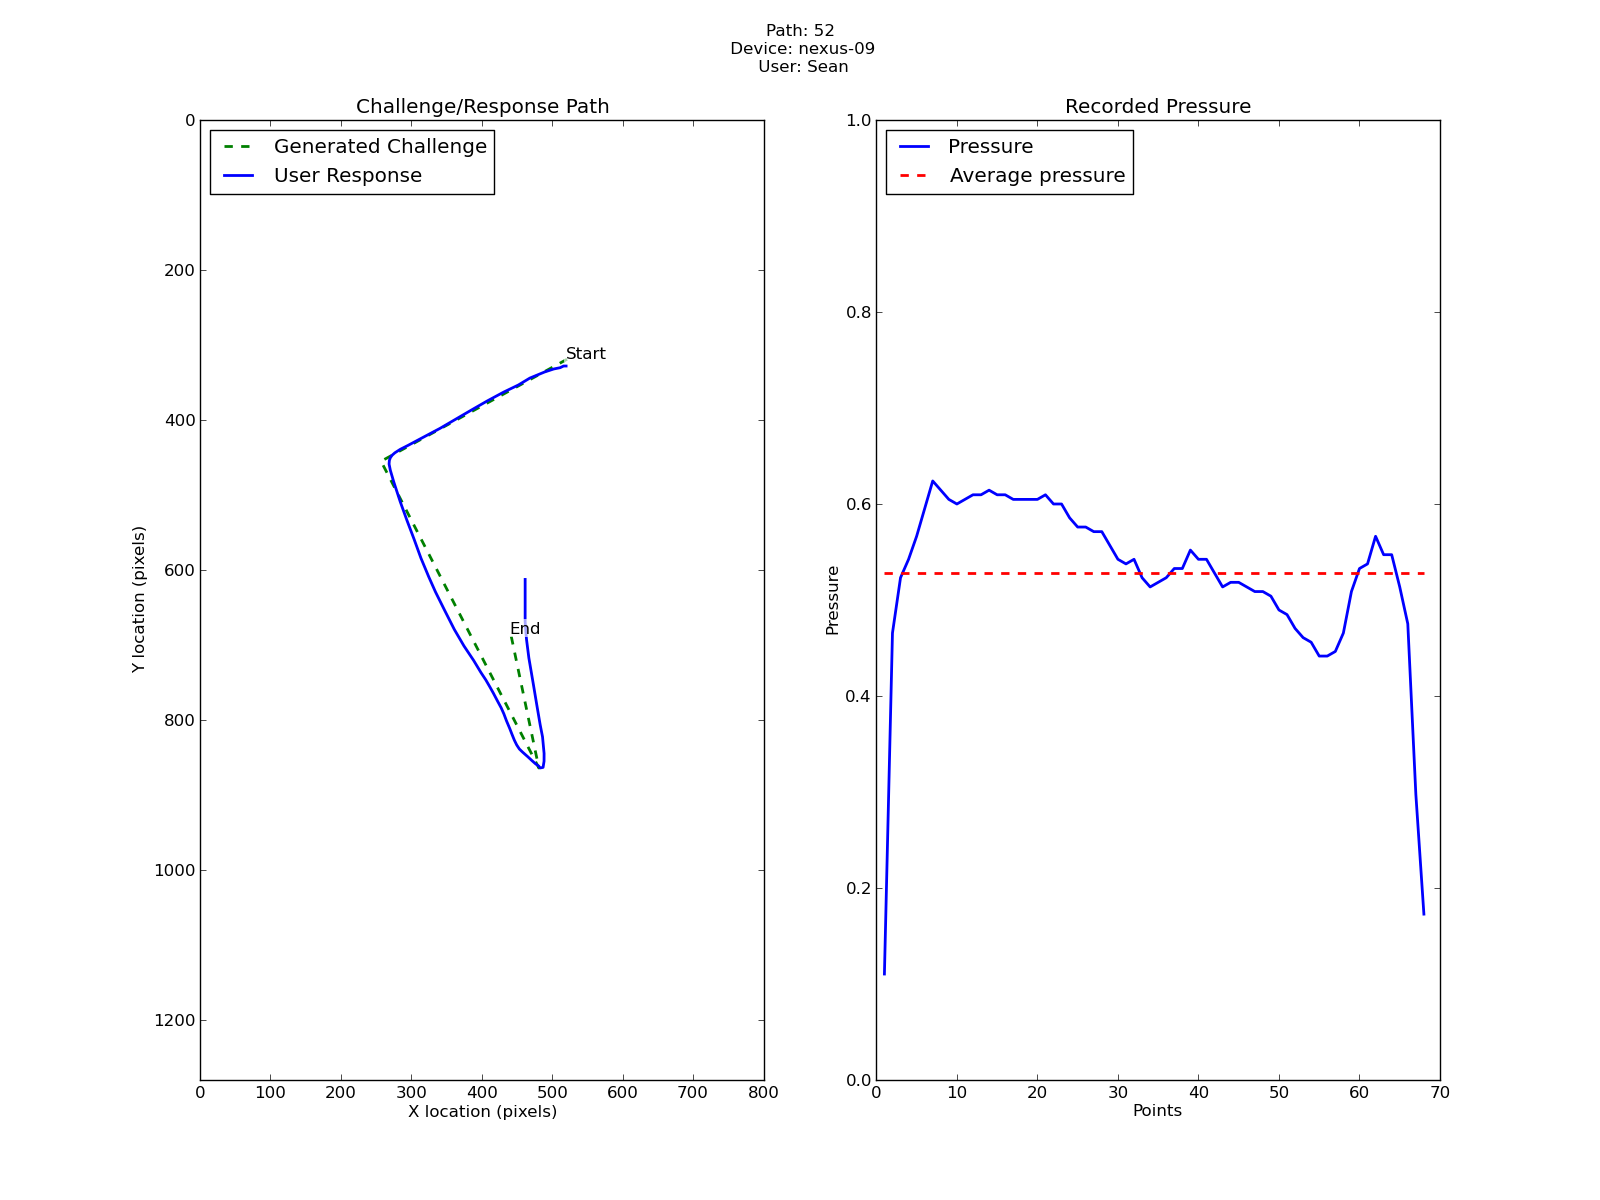 Path: 52
Device: nexus-09
User: Sean
Challenge/Response Path
Generated Challenge
User Response
Start
End
0
200
400
600
800
1000
1200
Y location (pixels)
0 100 200 300 400 500 600 700 800
X location (pixels)
Recorded Pressure
Pressure
Average pressure
1.0
0.8
0.6
0.4
0.2
0.0
Pressure
0 10 20 30 40 50 60 70
Points